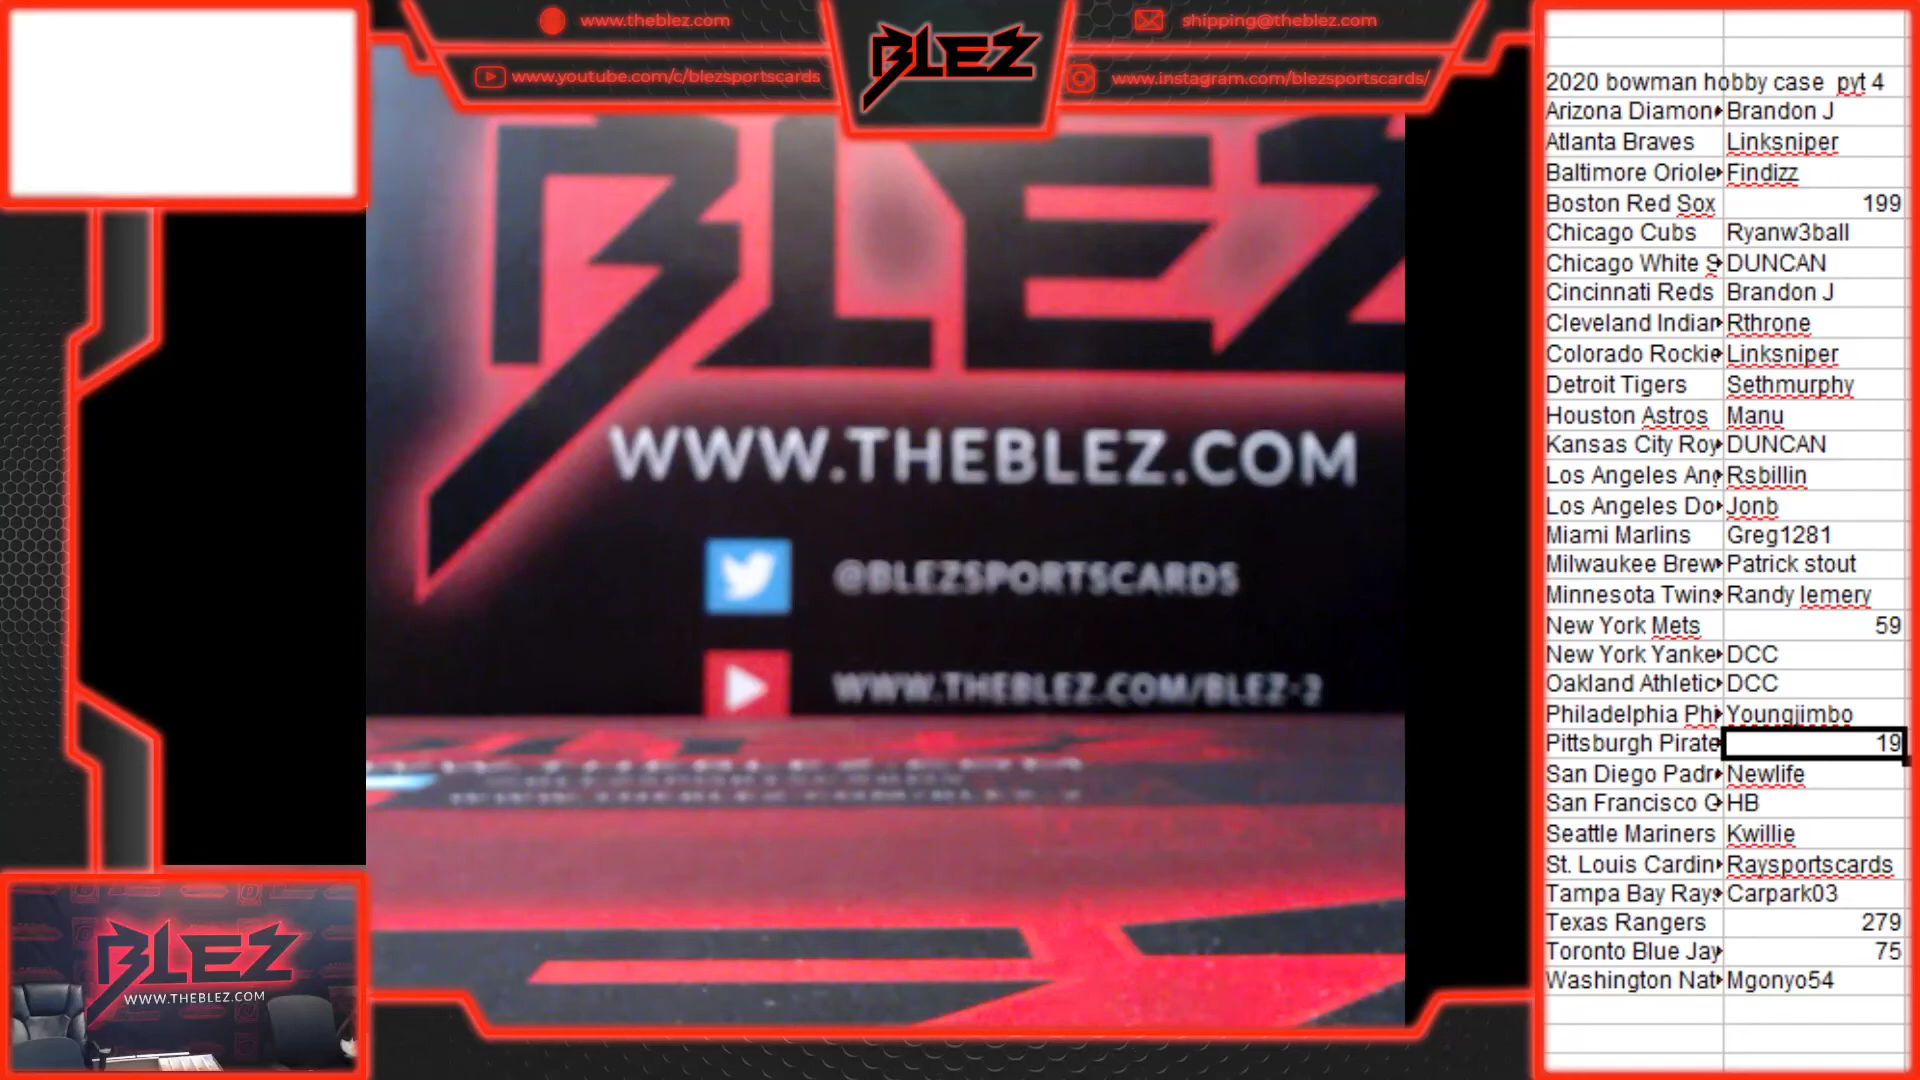 www.theblez.com
BLEZ
shipping@theblez.com
www.youtube.com/c/blezsportscards
www.instagram.com/blezsportscards/
BLEZ
WWW.THEBLEZ.COM
@BLEZSPORTSCARDS
WWW.THEBLEZ.COM/BLEZ-2
BLEZ
WWW.THEBLEZ.COM
2020 bowman hobby case pyt 4
Arizona Diamon Brandon J
Atlanta Braves Linksniper
Baltimore Oriole Findizz
Boston Red Sox 199
Chicago Cubs Ryanw3ball
Chicago White S DUNCAN
Cincinnati Reds Brandon J
Cleveland Indian Rthrone
Colorado Rockie Linksniper
Detroit Tigers Sethmurphy
Houston Astros Manu
Kansas City Roy DUNCAN
Los Angeles Ang Rsbillin
Los Angeles Do Jonb
Miami Marlins Greg1281
Milwaukee Brew Patrick stout
Minnesota Twins Randy lemery
New York Mets 59
New York Yanke DCC
Oakland Athletic DCC
Philadelphia Phi Youngjimbo
Pittsburgh Pirate 19
San Diego Padr Newlife
San Francisco G HB
Seattle Mariners Kwillie
St. Louis Cardin Raysportscards
Tampa Bay Rays Carpark03
Texas Rangers 279
Toronto Blue Jay 75
Washington Nat Mgonyo54